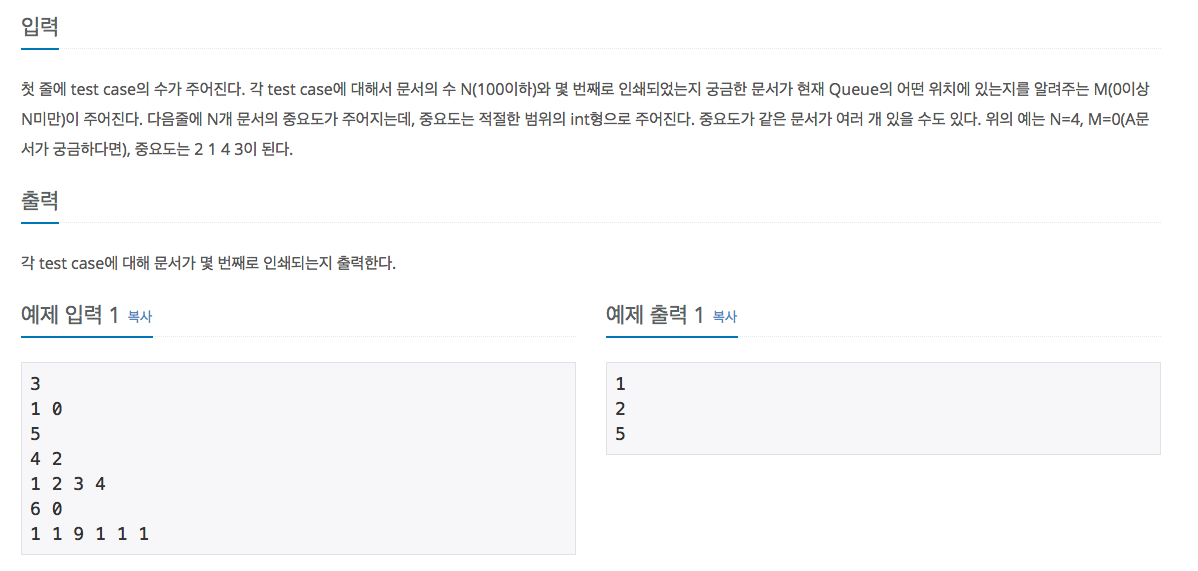 입력
첫 줄에 test case의 수가 주어진다. 각 test case에 대해서 문서의 수 N(100이하)와 몇 번째로 인쇄되었는지 궁금한 문서가 현재 Queue의 어떤 위치에 있는지를 알려주는 M(0이상
N미만)이 주어진다. 다음줄에 N개 문서의 중요도가 주어지는데, 중요도는 적절한 범위의 int형으로 주어진다. 중요도가 같은 문서가 여러 개 있을 수도 있다. 위의 예는 N=4, M=0(A문
서가 궁금하다면), 중요도는 2 1 4 3이 된다.
출력
각 test case에 대해 문서가 몇 번째로 인쇄되는지 출력한다.
예제 입력 1 복사
3
1 0
5
4 2
1 2 3 4
6 0
1 1 9 1 1 1
예제 출력 1 복사
1
2
5